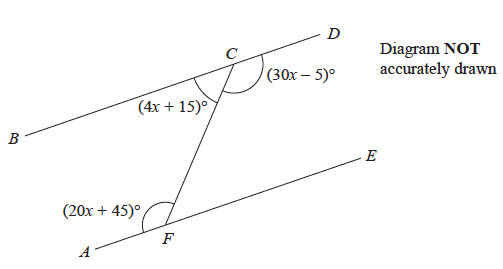 D
C
Diagram NOT
accurately drawn
(30x – 5)°
(4x + 15)°
B
E
(20x + 45)°
F
A